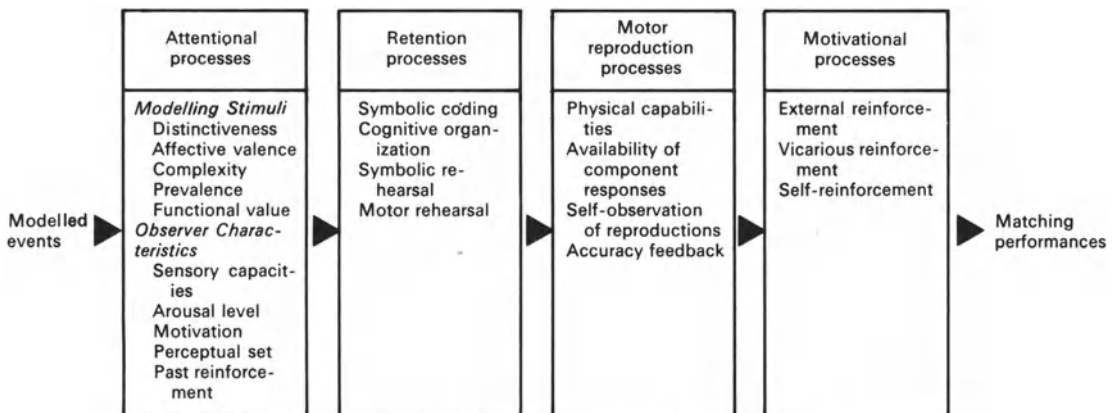 Modelled
events
Attentional
processes
Modelling Stimuli
Distinctiveness
Affective valence
Complexity
Prevalence
Functional value
Observer Charac-
teristics
Sensory capacit-
ies
Arousal level
Motivation
Perceptual set
Past reinforce-
ment
Retention
processes
Symbolic coding
Cognitive organ-
ization
Symbolic re-
hearsal
Motor rehearsal
Motor
reproduction
processes
Physical capabili-
ties
Availability of
component
responses
Self-observation
of reproductions
Accuracy feedback
Motivational
processes
External reinforce-
ment
Vicarious reinforce-
ment
Self-reinforcement
Matching
performances